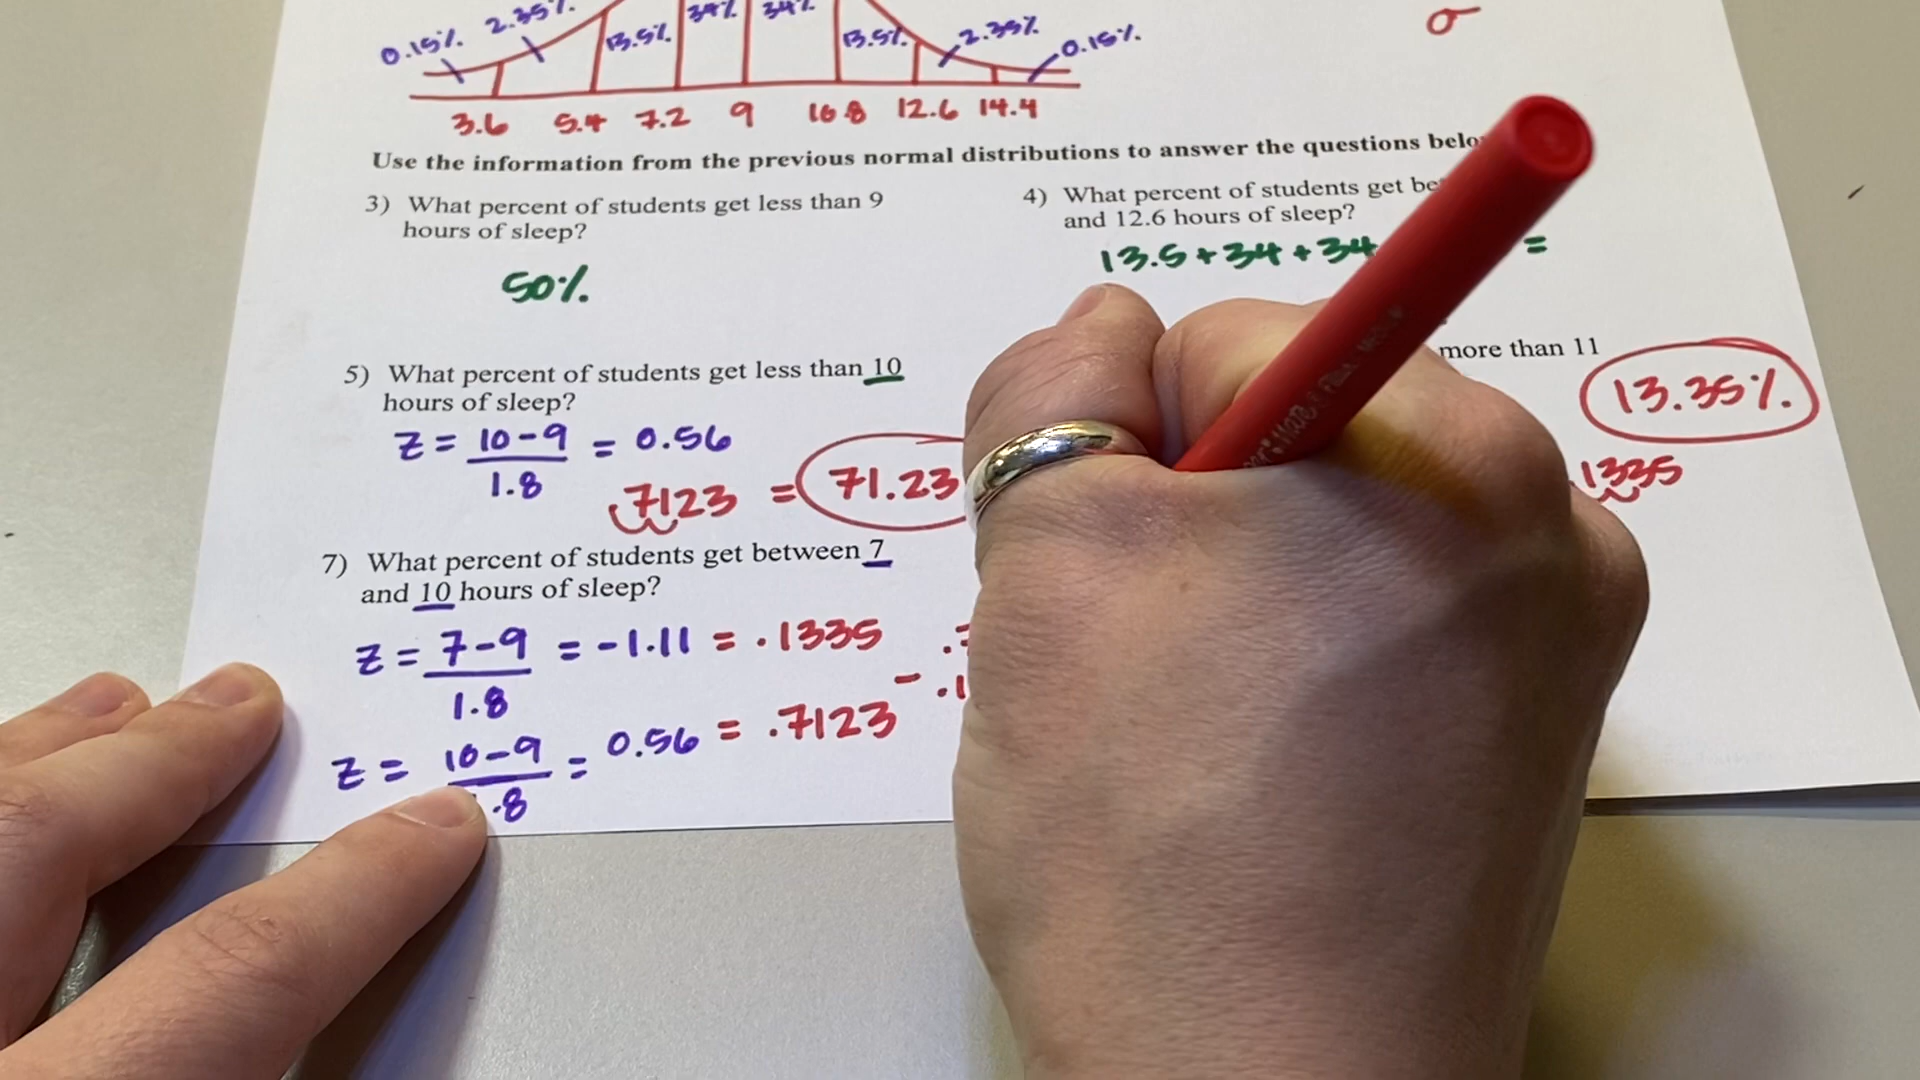 0.15% 2.35% 13.5% 34% 34% 13.5% 2.35% 0.15%
σ
3.6 5.4 7.2 9 10.8 12.6 14.4
Use the information from the previous normal distributions to answer the questions
3) What percent of students get less than 9
hours of sleep?
50%
4) What percent of students get
and 12.6 hours of sleep?
13.5 + 34 + 34 =
5) What percent of students get less than 10
hours of sleep?
z = 10-9 = 0.56
1.8
.7123 = 71.23
more than 11
13.35%
.1335
7) What percent of students get between 7
and 10 hours of sleep?
z = 7-9 = -1.11 = .1335
1.8
z = 10-9 = 0.56 = .7123
.8